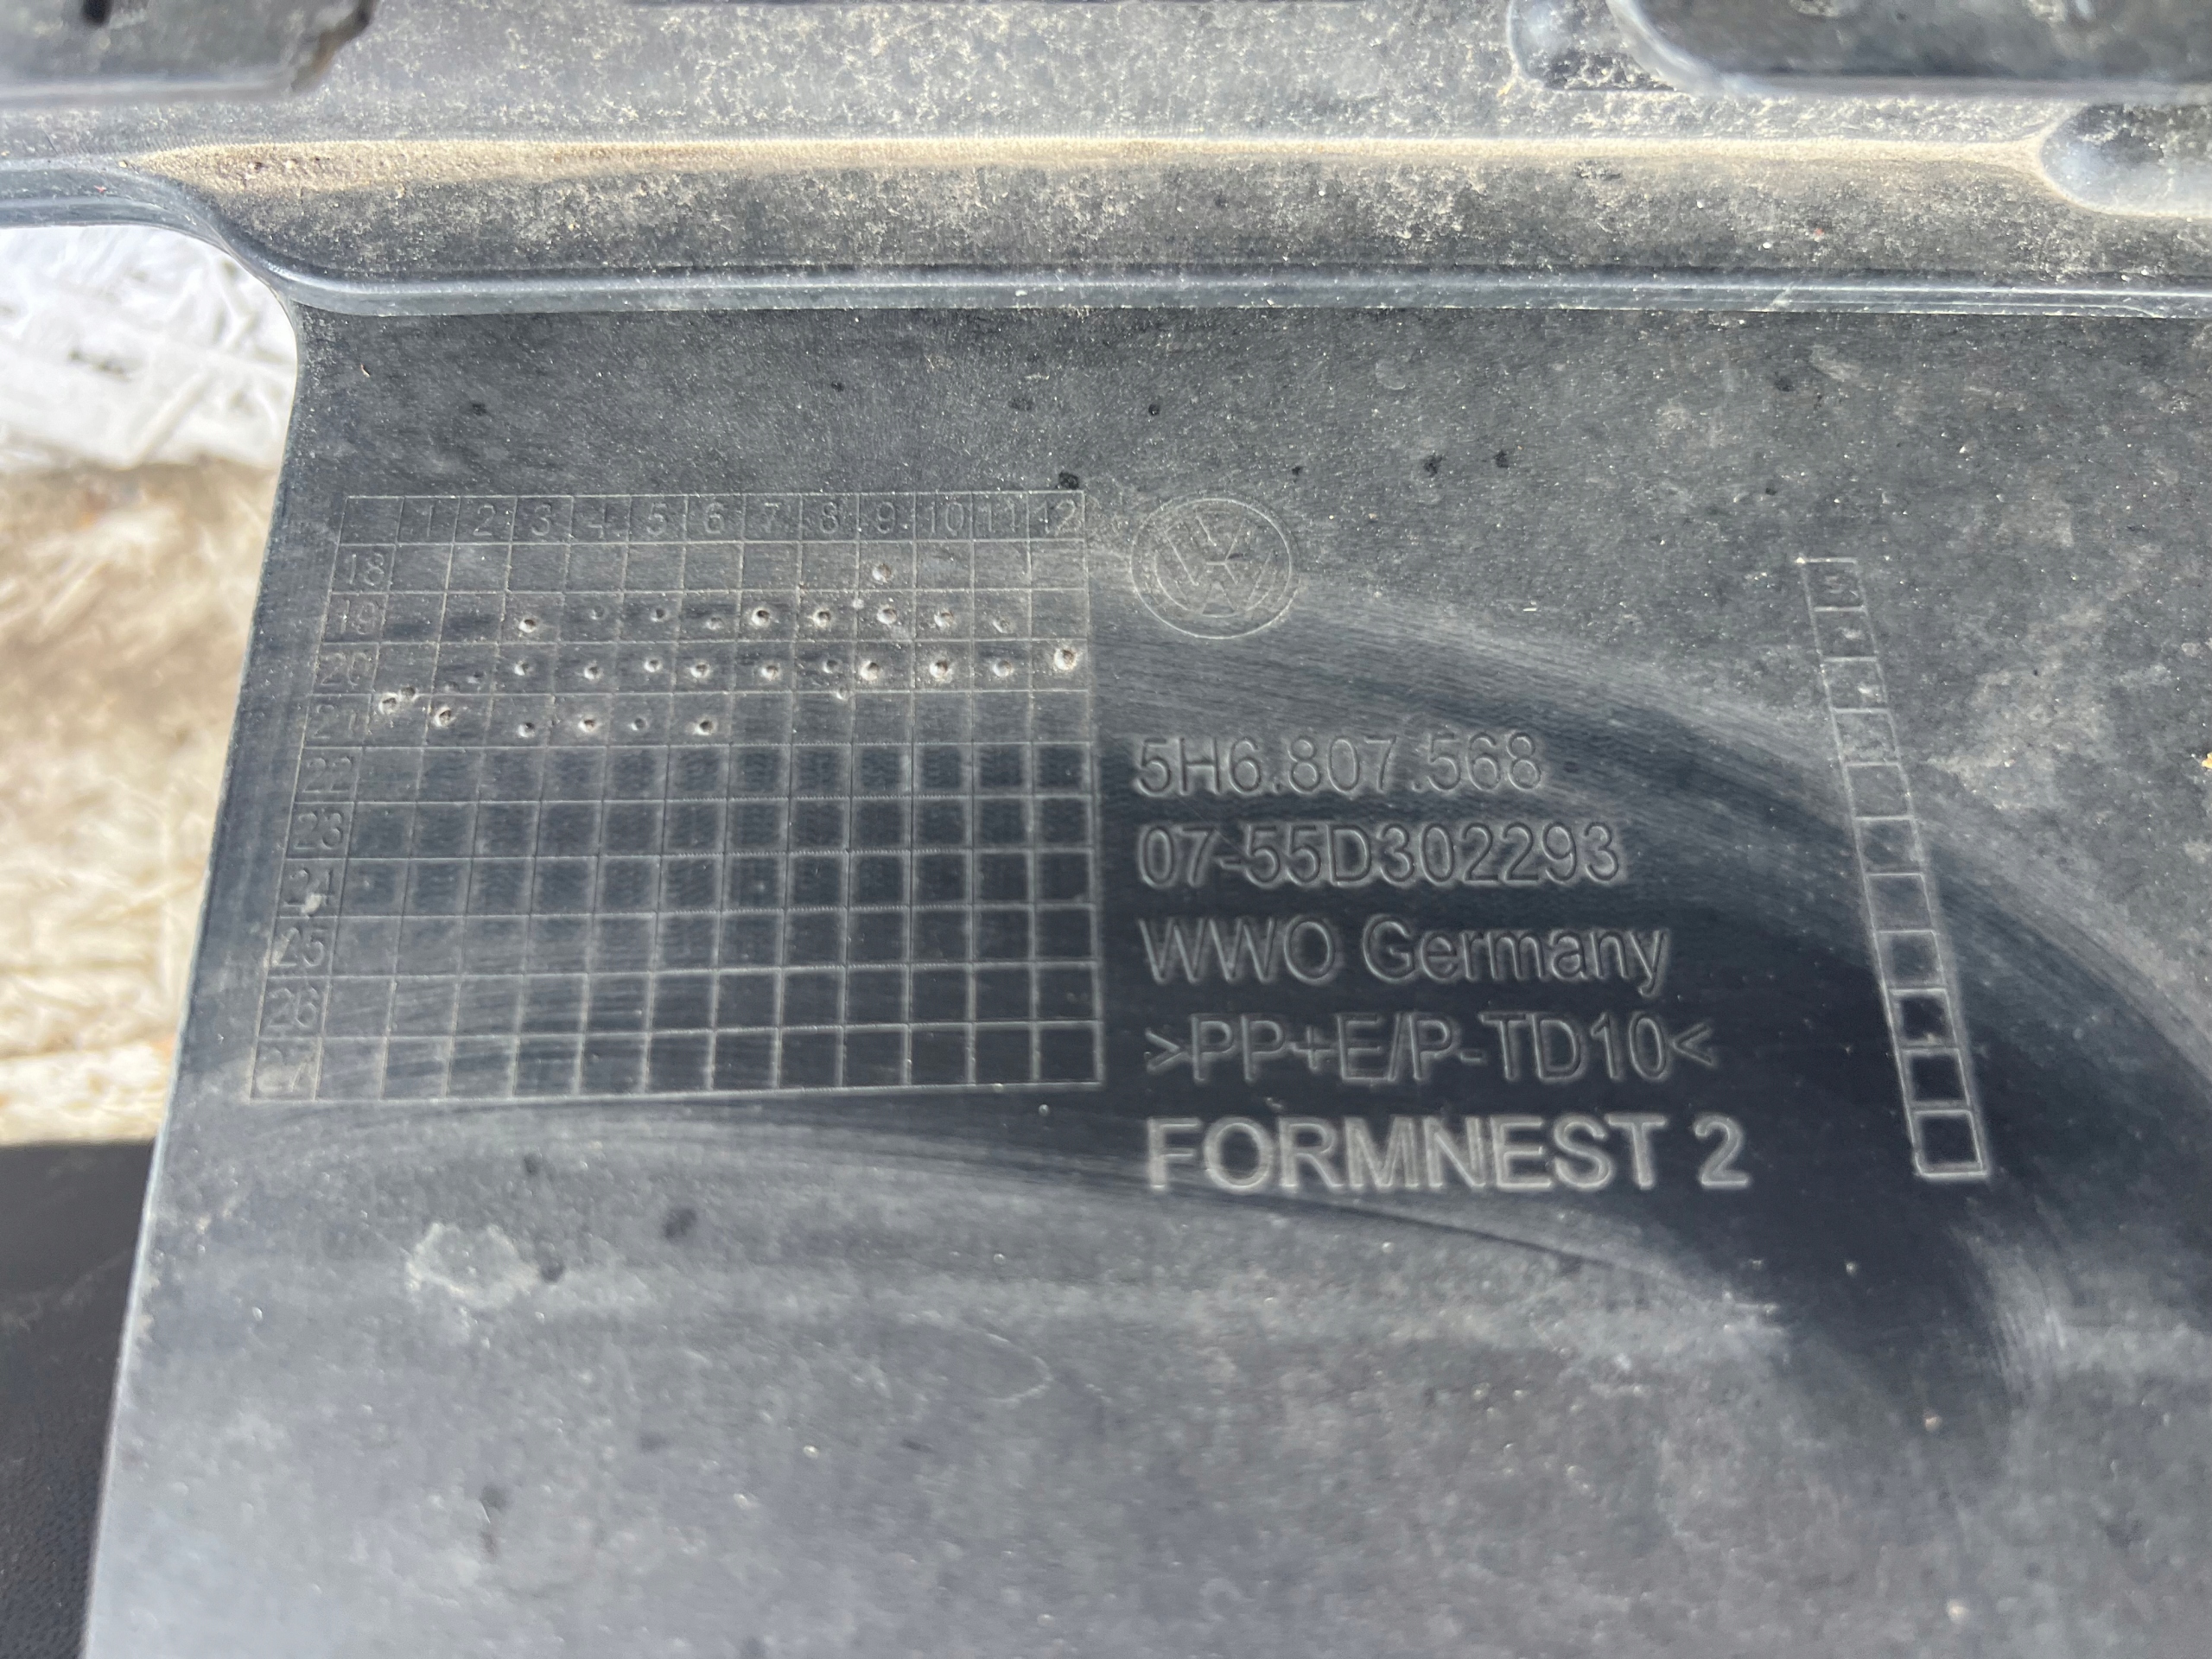 1 2 3 4 5 6 7 8 9 10 11 12
18
19
20
21
22
23
24
25
26
27
VW
5H6.807.568
07-55D302293
WWO Germany
>PP+E/P-TD10<
FORMNEST 2